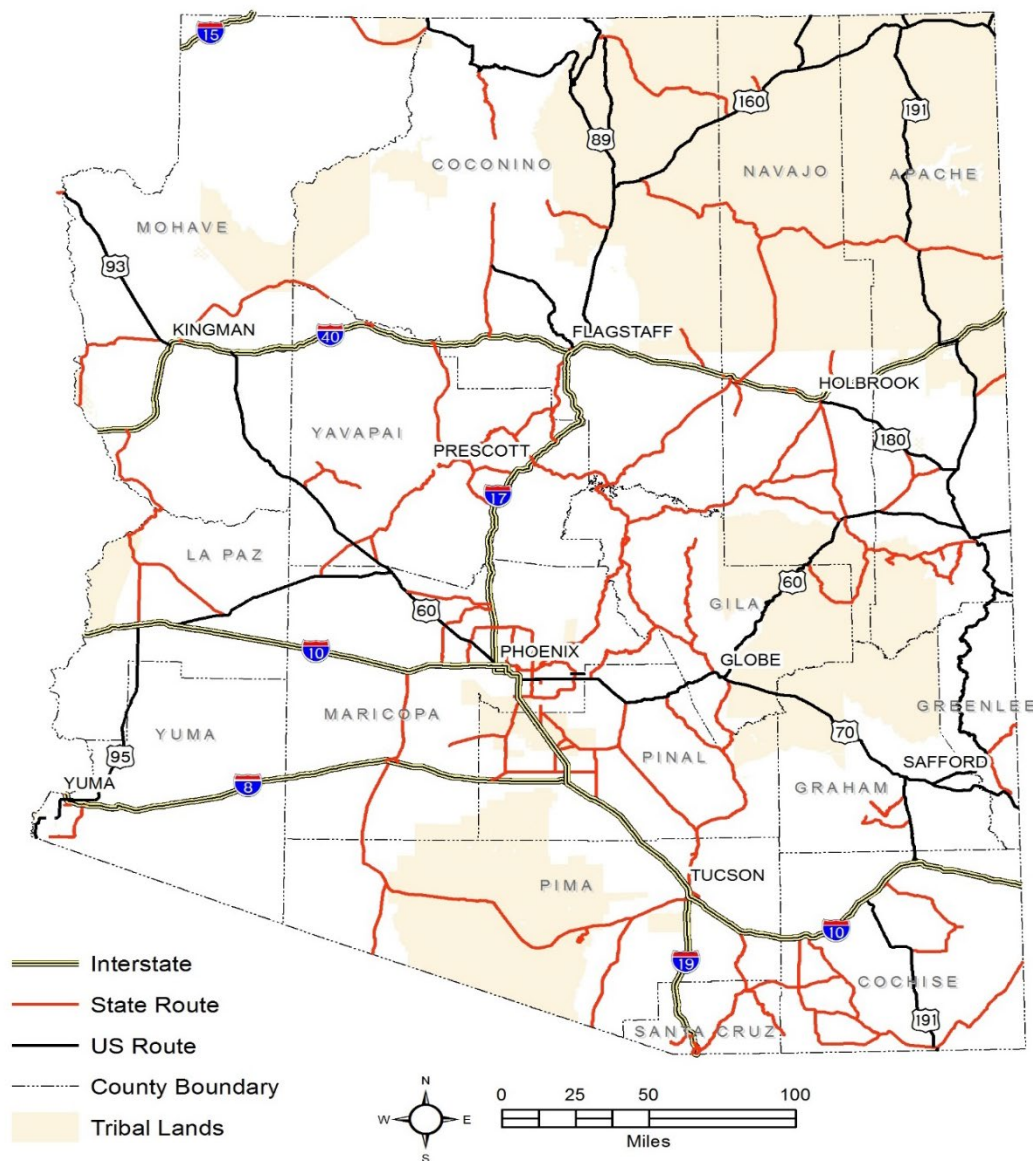 15
160
191
89
COCONINO
NAVAJO
APACHE
MOHAVE
93
KINGMAN
40
FLAGSTAFF
HOLBROOK
YAVAPAI
180
PRESCOTT
17
LA PAZ
60
60
GILA
10
PHOENIX
GLOBE
MARICOPA
GREENLEE
YUMA
70
95
PINAL
SAFFORD
YUMA
8
GRAHAM
TUCSON
PIMA
10
19
COCHISE
191
SANTA CRUZ
Interstate
State Route
US Route
County Boundary
Tribal Lands
N
W
E
S
0 25 50 100
Miles